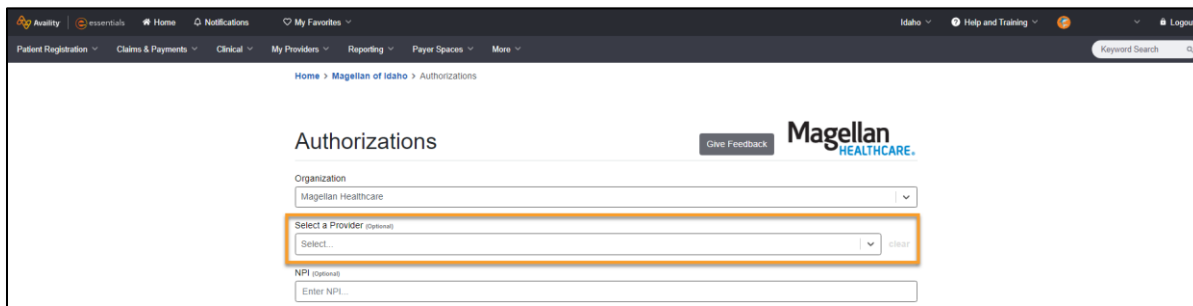 Availity essentials Home Notifications My Favorites Idaho Help and Training Logout
Patient Registration Claims & Payments Clinical My Providers Reporting Payer Spaces More Keyword Search
Home > Magellan of Idaho > Authorizations
Authorizations Give Feedback Magellan
HEALTHCARE.
Organization
Magellan Healthcare
Select a Provider (Optional)
Select... clear
NPI (Optional)
Enter NPI...